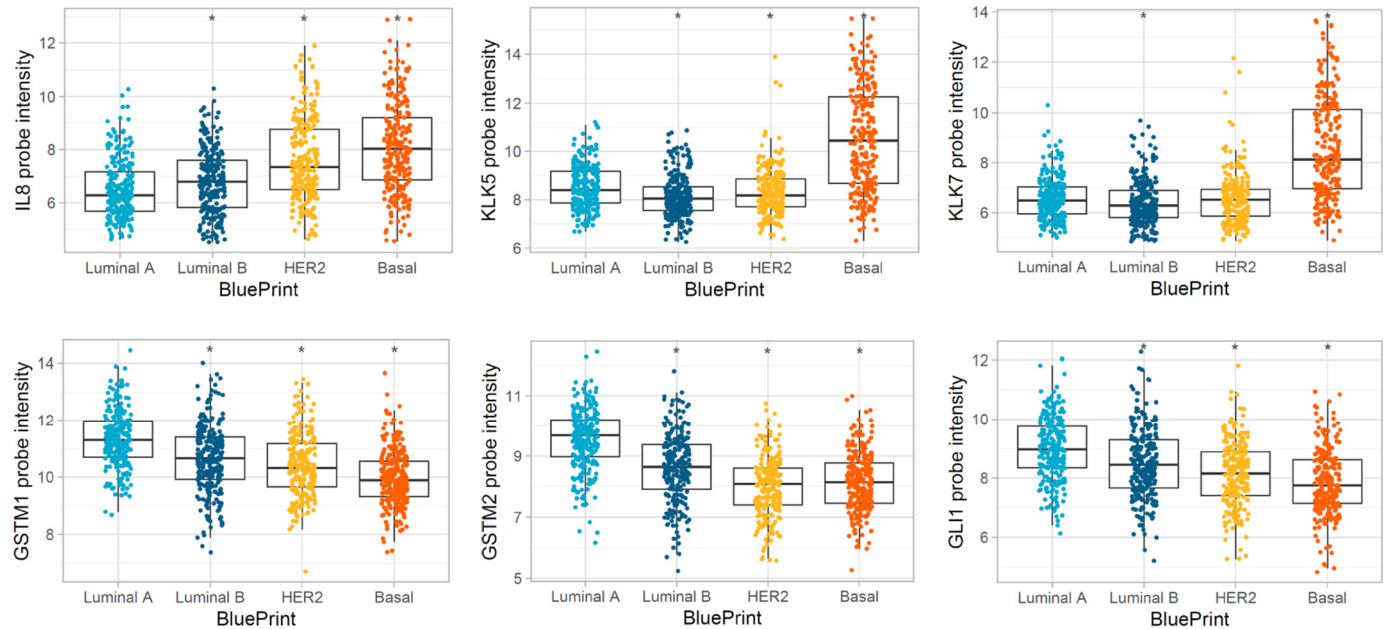 * * *
IL8 probe intensity
12
10
8
6
Luminal A Luminal B HER2 Basal
BluePrint
* * *
KLK5 probe intensity
14
12
10
8
6
Luminal A Luminal B HER2 Basal
BluePrint
* *
KLK7 probe intensity
14
12
10
8
6
Luminal A Luminal B HER2 Basal
BluePrint
* * *
GSTM1 probe intensity
14
12
10
8
Luminal A Luminal B HER2 Basal
BluePrint
* * *
GSTM2 probe intensity
11
9
7
5
Luminal A Luminal B HER2 Basal
BluePrint
* * *
GLI1 probe intensity
12
10
8
6
Luminal A Luminal B HER2 Basal
BluePrint